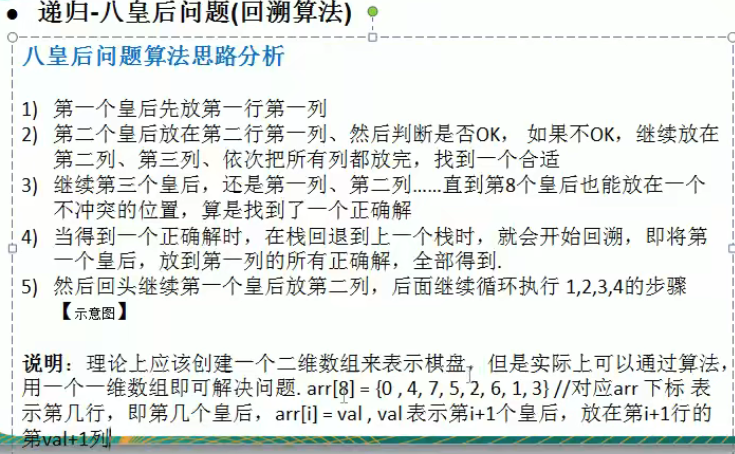 ● 递归-八皇后问题(回溯算法)
八皇后问题算法思路分析
1) 第一个皇后先放第一行第一列
2) 第二个皇后放在第二行第一列、然后判断是否OK， 如果不OK，继续放在
第二列、第三列、依次把所有列都放完，找到一个合适
3) 继续第三个皇后，还是第一列、第二列……直到第8个皇后也能放在一个
不冲突的位置，算是找到了一个正确解
4) 当得到一个正确解时，在栈回退到上一个栈时，就会开始回溯，即将第
一个皇后，放到第一列的所有正确解，全部得到.
5) 然后回头继续第一个皇后放第二列，后面继续循环执行 1,2,3,4的步骤
【示意图】
说明：理论上应该创建一个二维数组来表示棋盘，但是实际上可以通过算法，
用一个一维数组即可解决问题. arr[8] = {0 , 4, 7, 5, 2, 6, 1, 3} //对应arr 下标 表
示第几行，即第几个皇后，arr[i] = val , val 表示第i+1个皇后，放在第i+1行的
第val+1列